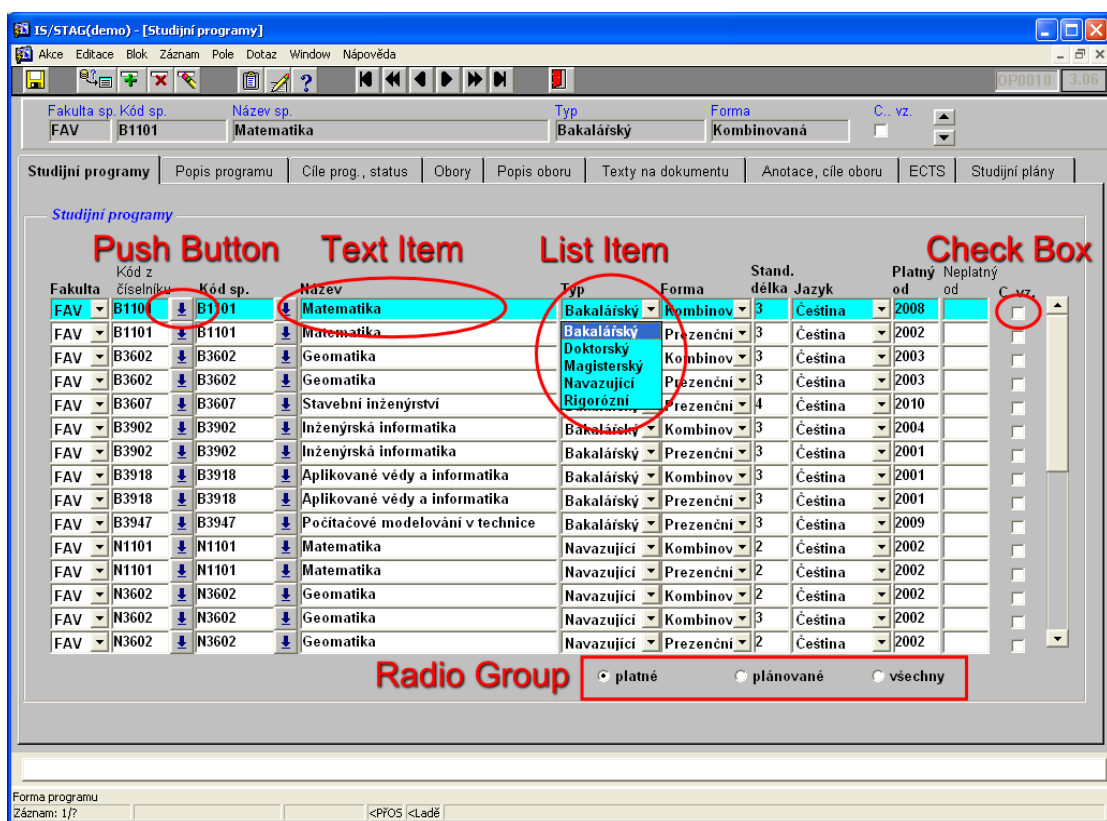 IS/STAG(demo) - [Studijní programy]
Akce Editace Blok Záznam Pole Dotaz Window Nápověda
OP0010 3.06
Fakulta sp. Kód sp. Název sp. Typ Forma C.. vz.
FAV B1101 Matematika Bakalářský Kombinovaná
Studijní programy Popis programu Cíle prog., status Obory Popis oboru Texty na dokumentu Anotace, cíle oboru ECTS Studijní plány
Studijní programy
Push Button Text Item List Item Check Box
Kód z Stand. Platný Neplatný
Fakulta číselníku Kód sp. Název Typ Forma délka Jazyk od od C.. vz.
FAV B1101 B1101 Matematika Bakalářský Kombinov 3 Čeština 2008
FAV B1101 B1101 Matematika Bakalářský Prezenční 3 Čeština 2002
FAV B3602 B3602 Geomatika Doktorský Kombinov 3 Čeština 2003
Magisterský
FAV B3602 B3602 Geomatika Navazující Prezenční 3 Čeština 2003
FAV B3607 B3607 Stavební inženýrství Rigorózní Prezenční 4 Čeština 2010
FAV B3902 B3902 Inženýrská informatika Bakalářský Kombinov 3 Čeština 2004
FAV B3902 B3902 Inženýrská informatika Bakalářský Prezenční 3 Čeština 2001
FAV B3918 B3918 Aplikované vědy a informatika Bakalářský Kombinov 3 Čeština 2001
FAV B3918 B3918 Aplikované vědy a informatika Bakalářský Prezenční 3 Čeština 2001
FAV B3947 B3947 Počítačové modelování v technice Bakalářský Prezenční 3 Čeština 2009
FAV N1101 N1101 Matematika Navazující Kombinov 2 Čeština 2002
FAV N1101 N1101 Matematika Navazující Prezenční 2 Čeština 2002
FAV N3602 N3602 Geomatika Navazující Kombinov 2 Čeština 2002
FAV N3602 N3602 Geomatika Navazující Kombinov 3 Čeština 2002
FAV N3602 N3602 Geomatika Navazující Prezenční 2 Čeština 2002
Radio Group platné plánované všechny
Forma programu
Záznam: 1/? <PřOS <Ladě